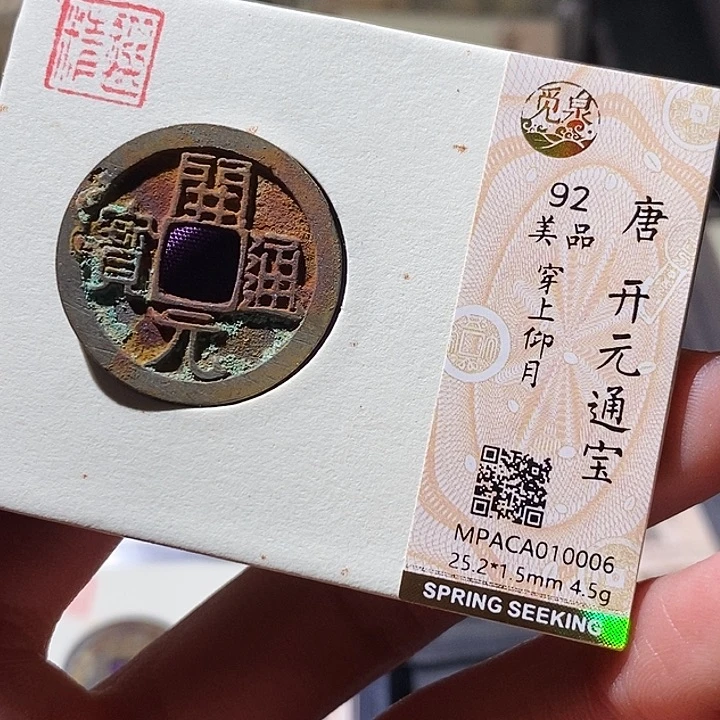 開
元
通
寶
觅泉
唐 开元通宝
92
美品
穿上仰月
MPACA010006
25.2*1.5mm 4.5g
SPRING SEEKING